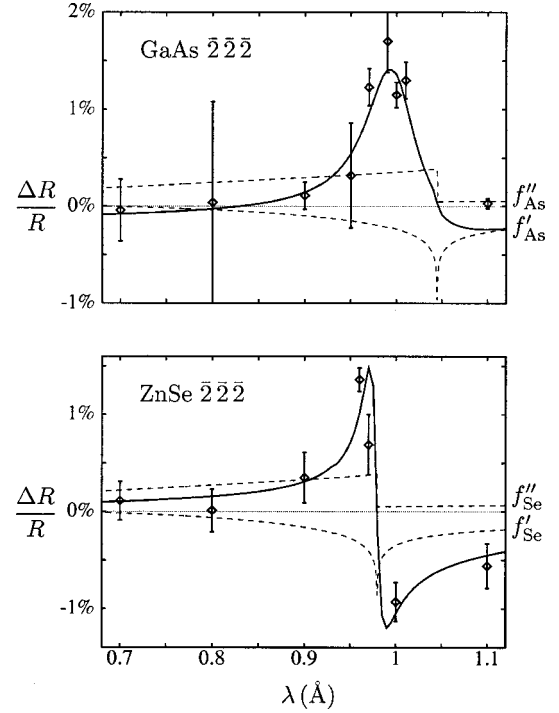 2%
GaAs 2̄ 2̄ 2̄
1%
ΔR
R
0%
f″As
f′As
-1%
ZnSe 2̄ 2̄ 2̄
1%
ΔR
R
0%
f″Se
f′Se
-1%
0.7 0.8 0.9 1 1.1
λ (Å)